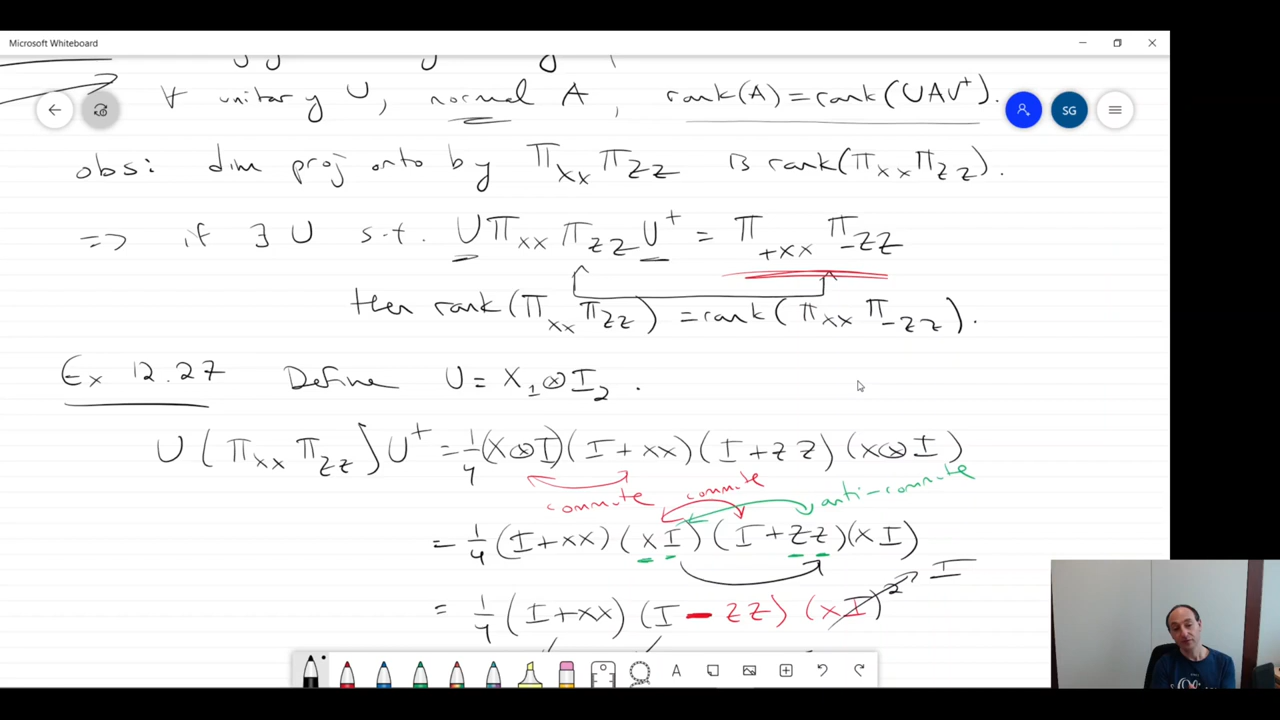 Microsoft Whiteboard
∀ unitary U, normal A, rank(A) = rank(UAU†).
SG
obs: dim proj onto by Π_XX Π_ZZ is rank(Π_XX Π_ZZ).
=> if ∃ U s.t. U Π_XX Π_ZZ U† = Π_+XX Π_-ZZ
then rank(Π_XX Π_ZZ) = rank(Π_XX Π_-ZZ).
Ex 12.27 Define U = X_1 ⊗ I_2.
U(Π_XX Π_ZZ)U† = 1/4 (X⊗I)(I+XX)(I+ZZ)(X⊗I)
commute commute anti-commute
= 1/4 (I+XX)(XI)(I+ZZ)(XI)
= 1/4 (I+XX)(I-ZZ)(XI)² I
A